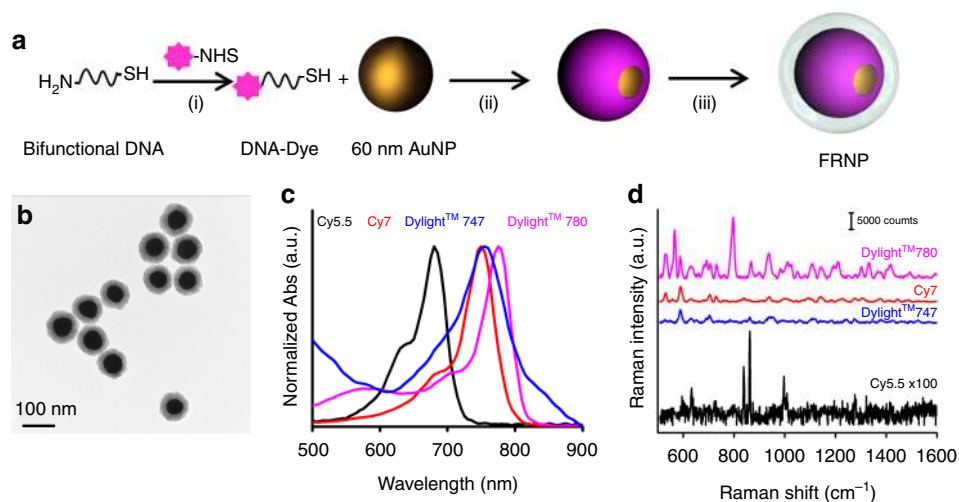 a
-NHS
H₂N
SH
(i)
SH
+
(ii)
(iii)
Bifunctional DNA
DNA-Dye
60 nm AuNP
FRNP
b
100 nm
c
Cy5.5 Cy7 Dylight™ 747 Dylight™ 780
Normalized Abs (a.u.)
500 600 700 800 900
Wavelength (nm)
d
5000 counts
Dylight™780
Cy7
Dylight™747
Cy5.5 x100
Raman intensity (a.u.)
600 800 1000 1200 1400 1600
Raman shift (cm⁻¹)